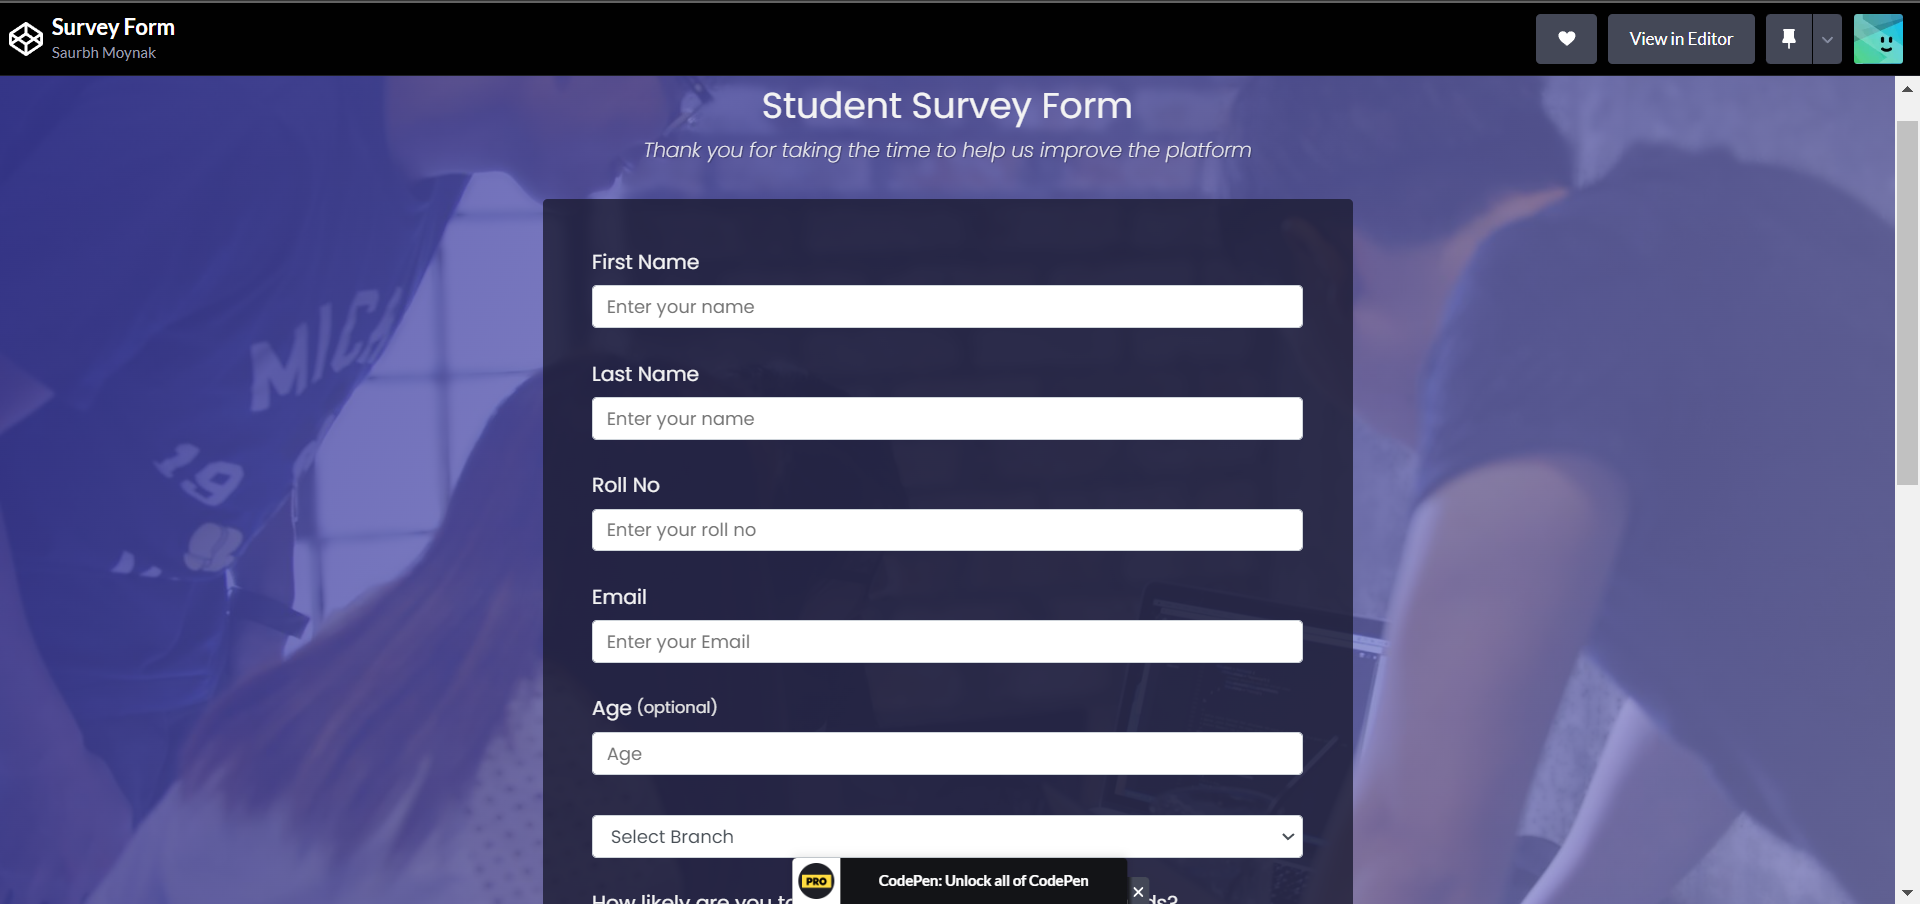 Survey Form
Saurbh Moynak
View in Editor
Student Survey Form
Thank you for taking the time to help us improve the platform
MICH
19
First Name
Enter your name
Last Name
Enter your name
Roll No
Enter your roll no
Email
Enter your Email
Age (optional)
Age
Select Branch
How likely are you to ds?
PRO
CodePen: Unlock all of CodePen